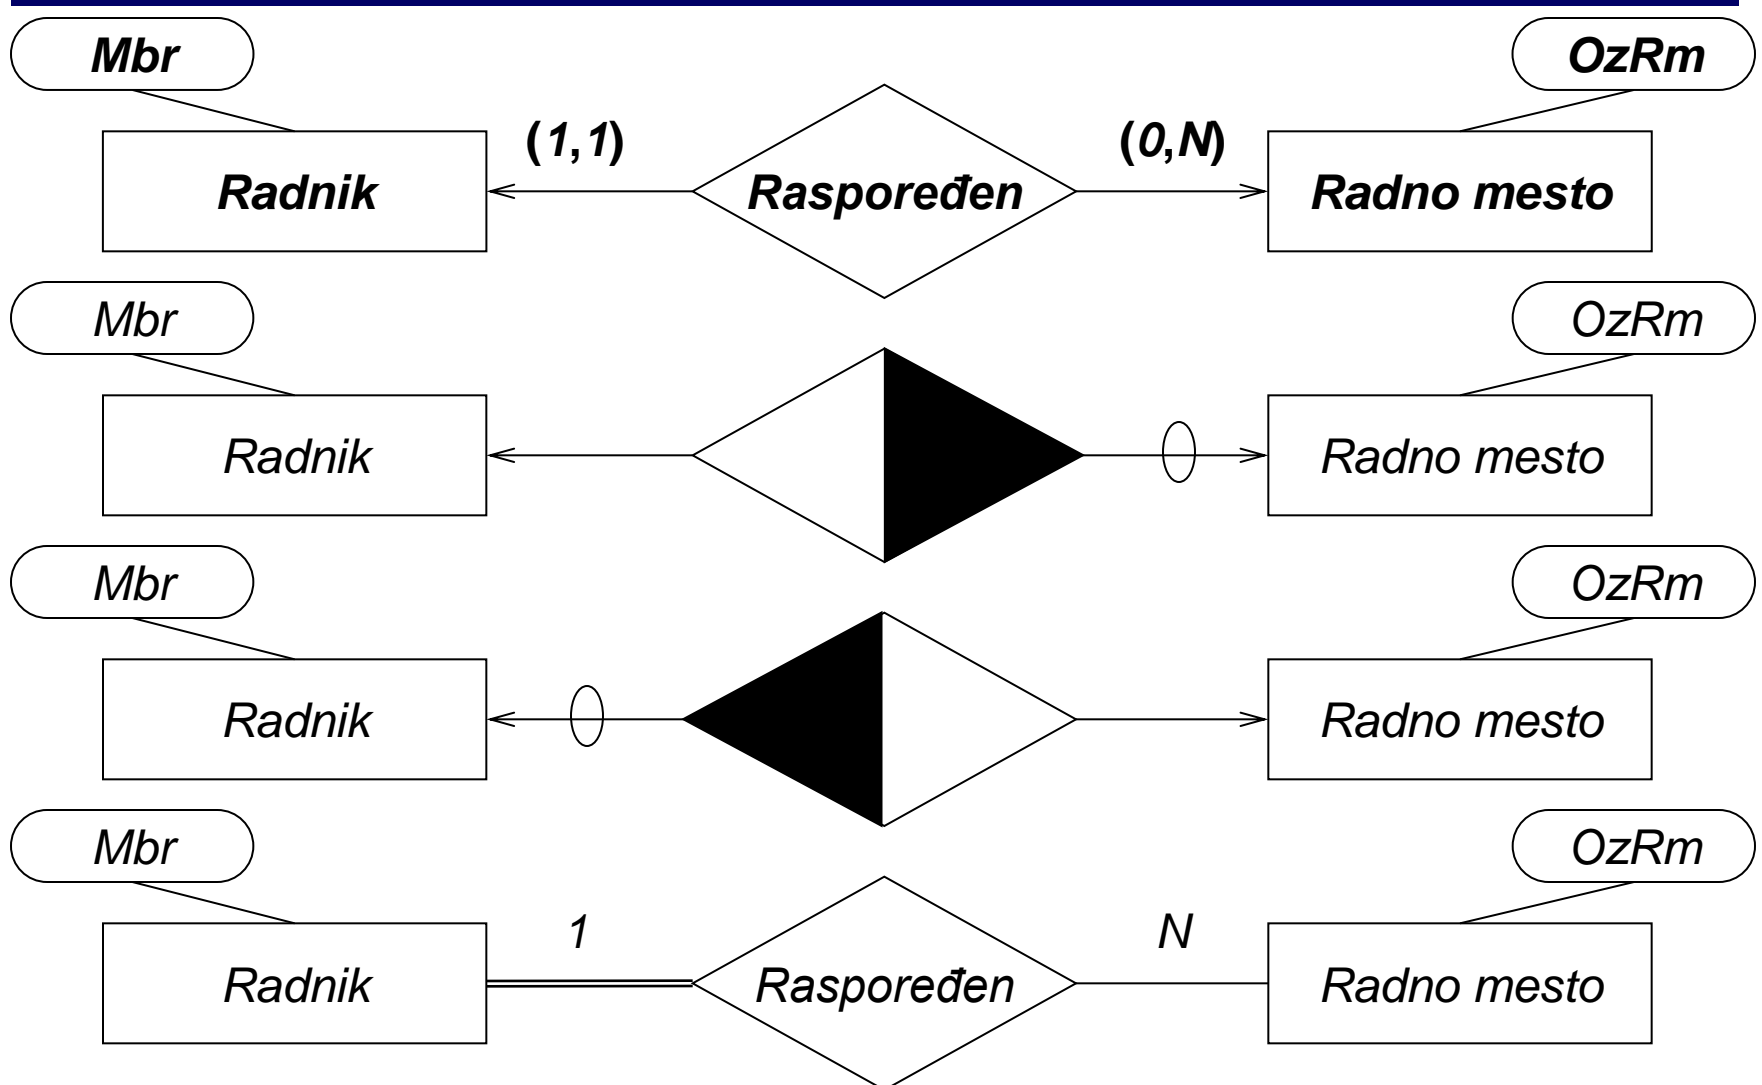 Mbr
OzRm
(1,1)
(0,N)
Radnik
Raspoređen
Radno mesto
Mbr
OzRm
Radnik
Radno mesto
Mbr
OzRm
Radnik
Radno mesto
Mbr
OzRm
1
N
Radnik
Raspoređen
Radno mesto